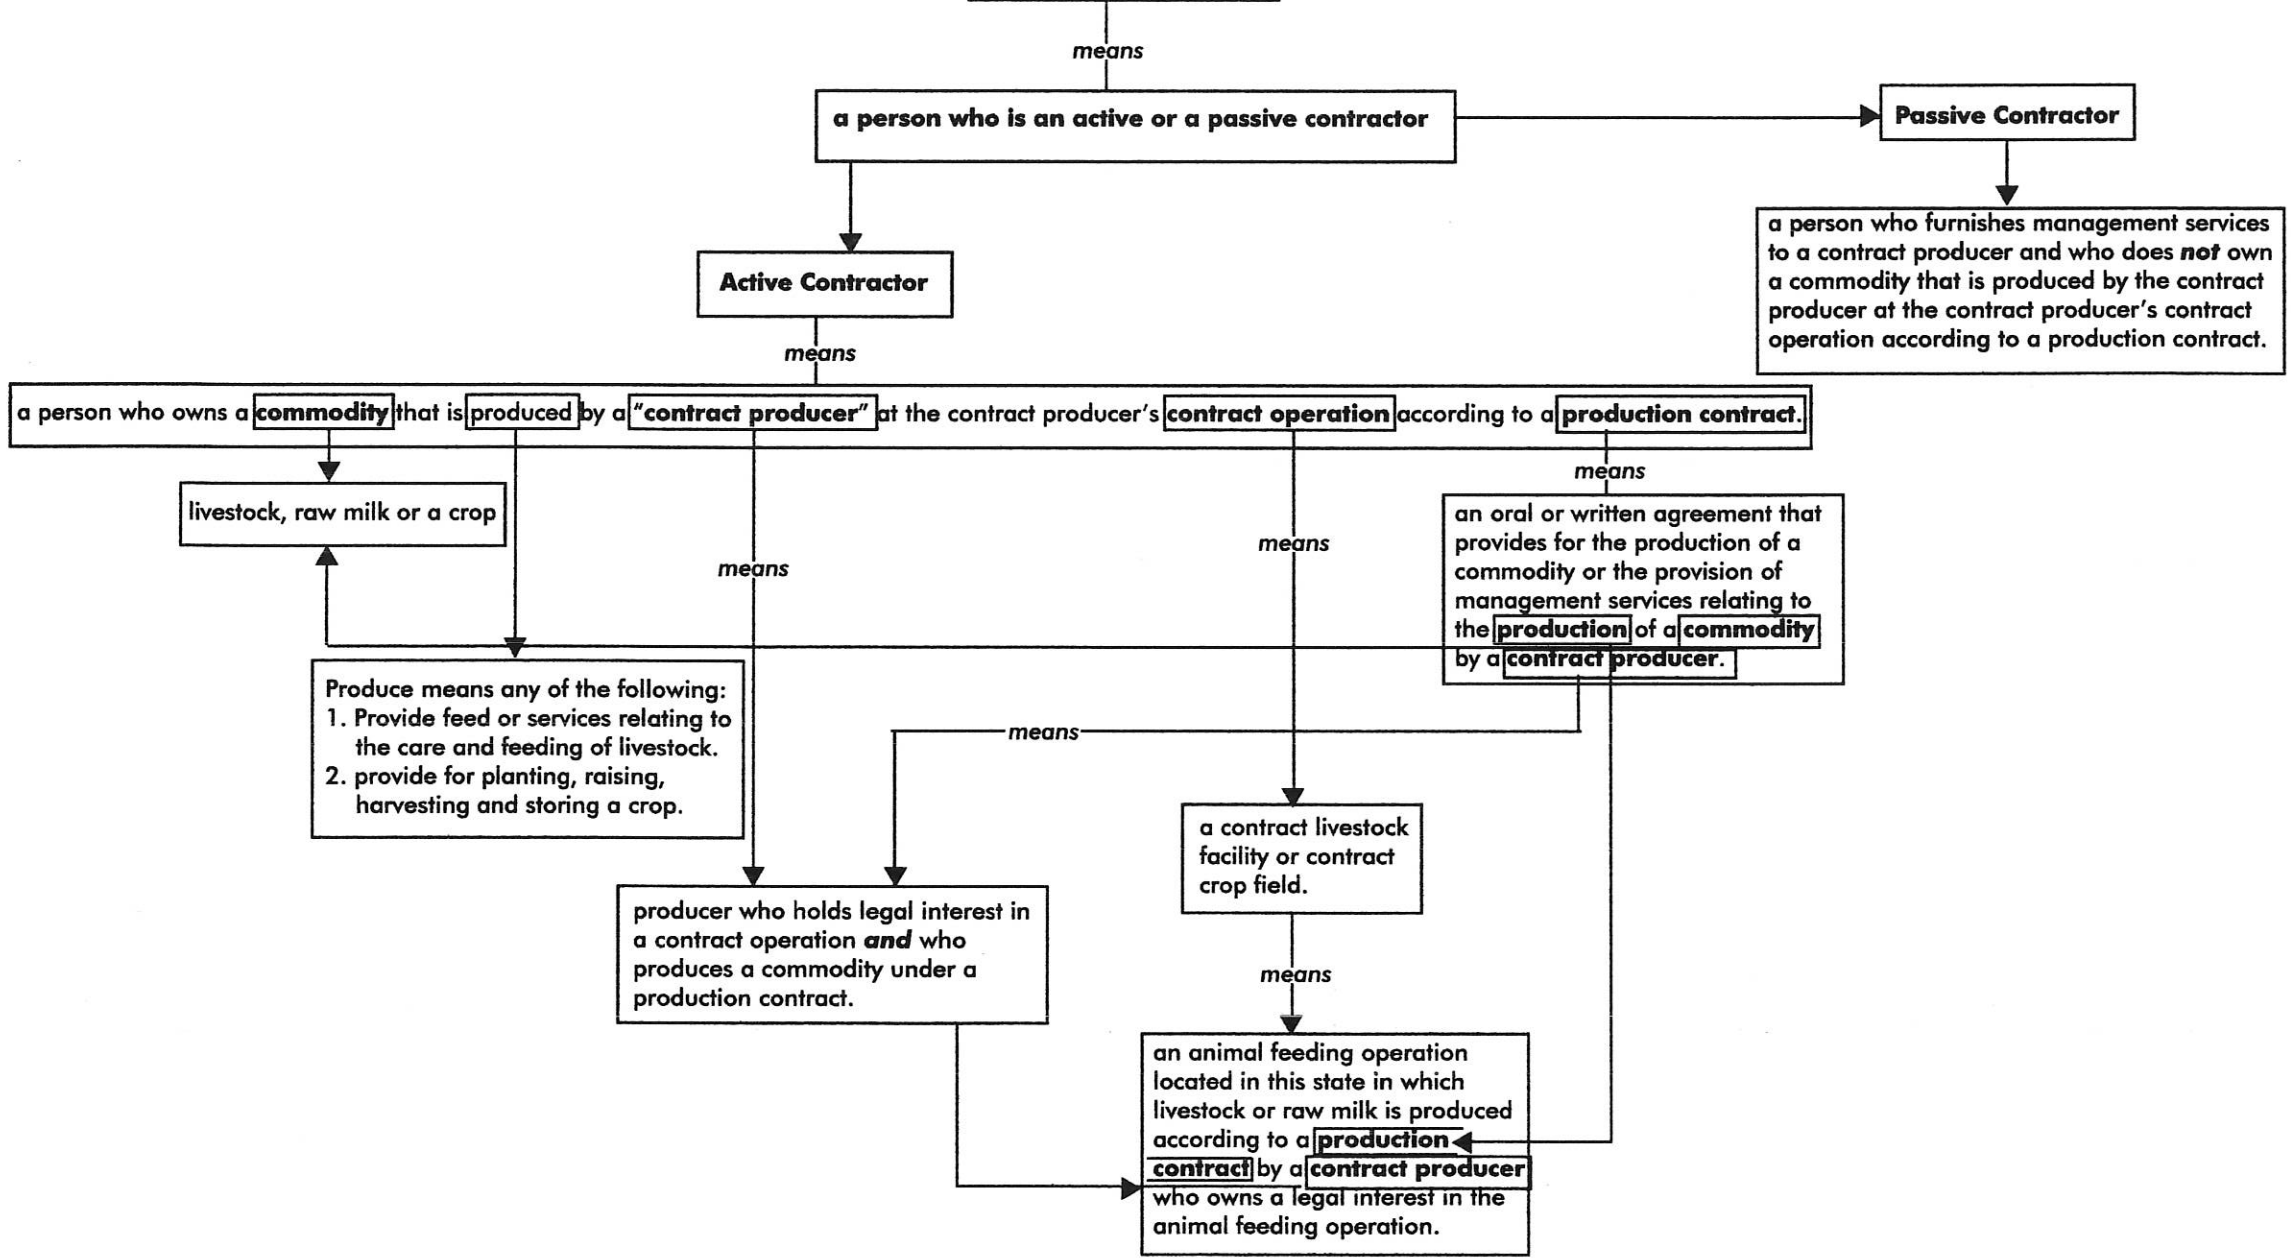 means
a person who is an active or a passive contractor
Passive Contractor
a person who furnishes management services
to a contract producer and who does not own
a commodity that is produced by the contract
producer at the contract producer's contract
operation according to a production contract.
Active Contractor
means
a person who owns a commodity that is produced by a "contract producer" at the contract producer's contract operation according to a production contract.
livestock, raw milk or a crop
means
means
means
an oral or written agreement that
provides for the production of a
commodity or the provision of
management services relating to
the production of a commodity
by a contract producer.
Produce means any of the following:
1. Provide feed or services relating to
the care and feeding of livestock.
2. provide for planting, raising,
harvesting and storing a crop.
means
a contract livestock
facility or contract
crop field.
producer who holds legal interest in
a contract operation and who
produces a commodity under a
production contract.
means
an animal feeding operation
located in this state in which
livestock or raw milk is produced
according to a production
contract by a contract producer
who owns a legal interest in the
animal feeding operation.